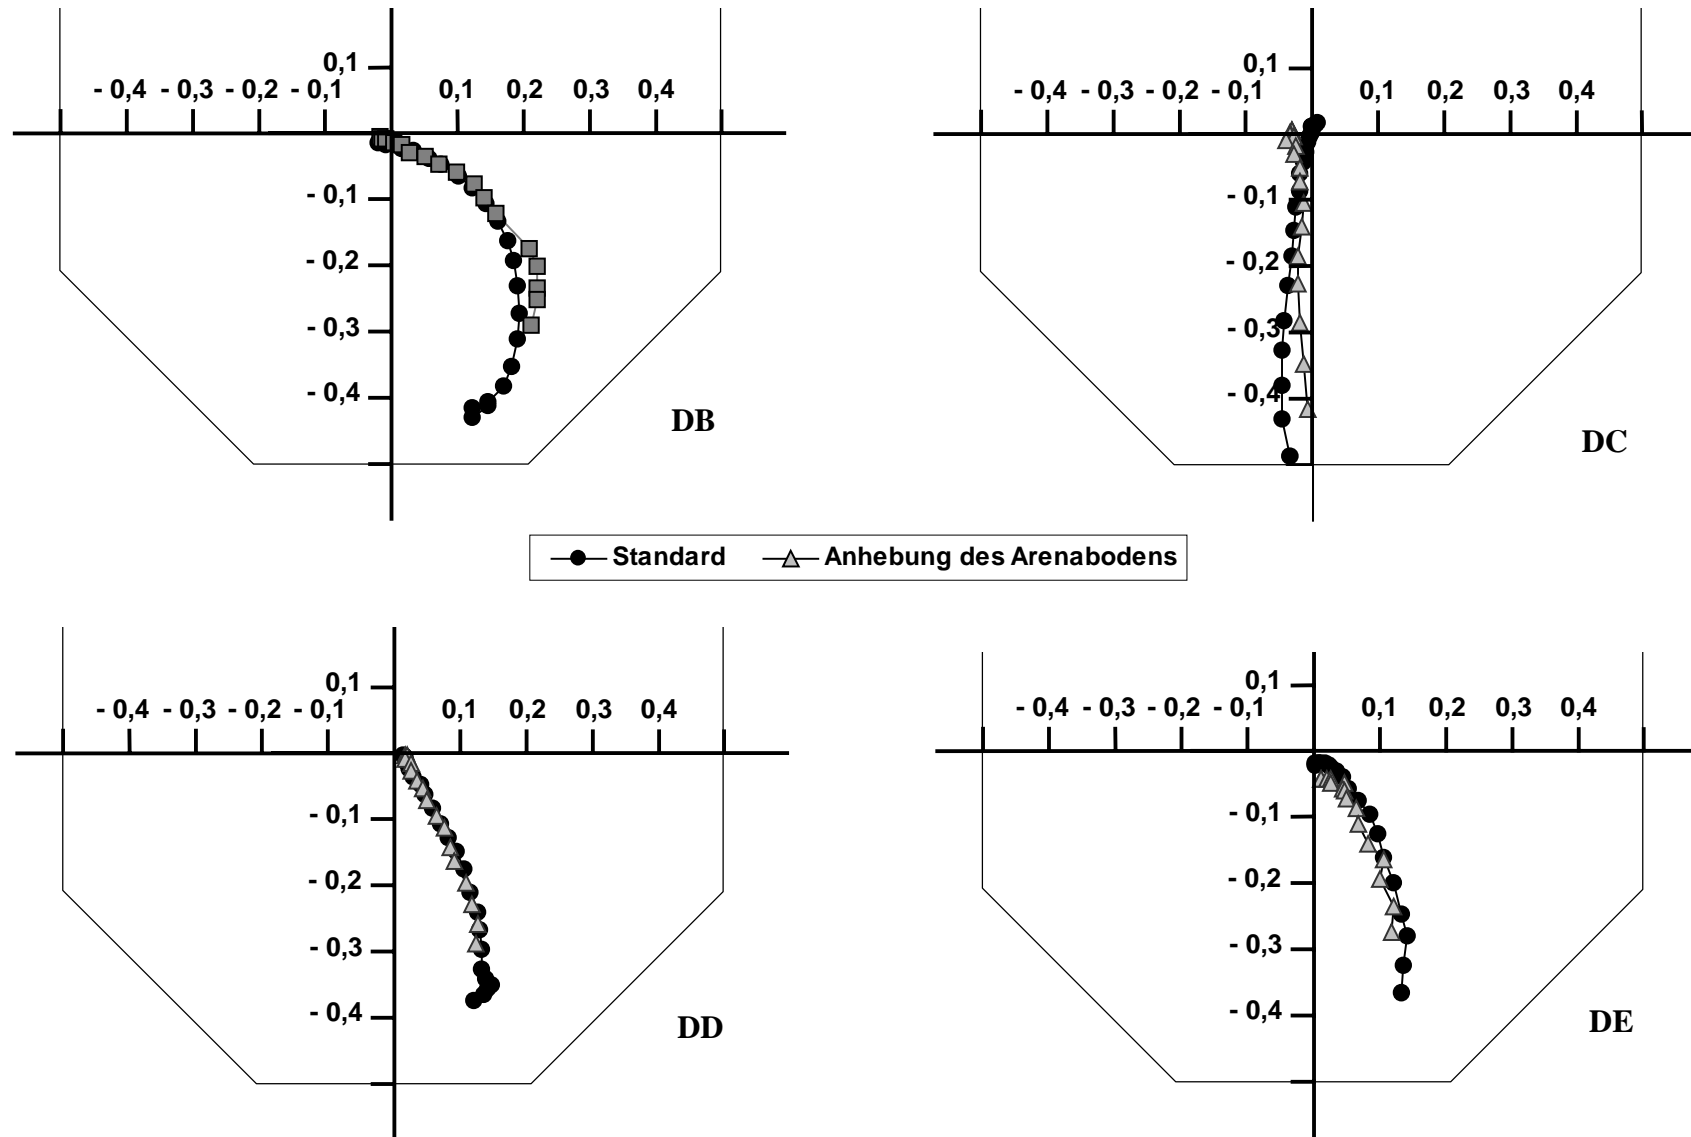 0,1 0,1
- 0,4 - 0,3 - 0,2 - 0,1 0,1 0,2 0,3 0,4 - 0,4 - 0,3 - 0,2 - 0,1 0,1 0,2 0,3 0,4
- 0,1 - 0,1
- 0,2 - 0,2
- 0,3 - 0,3
- 0,4 - 0,4
DB DC
Standard Anhebung des Arenabodens
0,1 0,1
- 0,4 - 0,3 - 0,2 - 0,1 0,1 0,2 0,3 0,4 - 0,4 - 0,3 - 0,2 - 0,1 0,1 0,2 0,3 0,4
- 0,1 - 0,1
- 0,2 - 0,2
- 0,3 - 0,3
- 0,4 - 0,4
DD DE